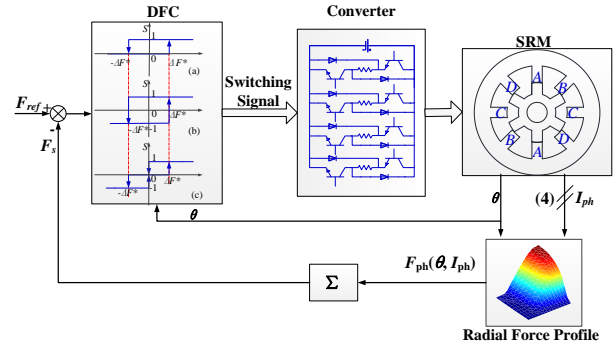 DFC
Converter
SRM
S
1
0
-ΔF*
ΔF*
(a)
S
1
0
-1
-ΔF*
ΔF*
(b)
S
1
0
-1
-ΔF*
ΔF*
(c)
F_ref
+
-
F_s
Switching
Signal
A
D
B
C
C
B
D
A
θ
θ
(4)
I_ph
F_ph(θ, I_ph)
Σ
Radial Force Profile